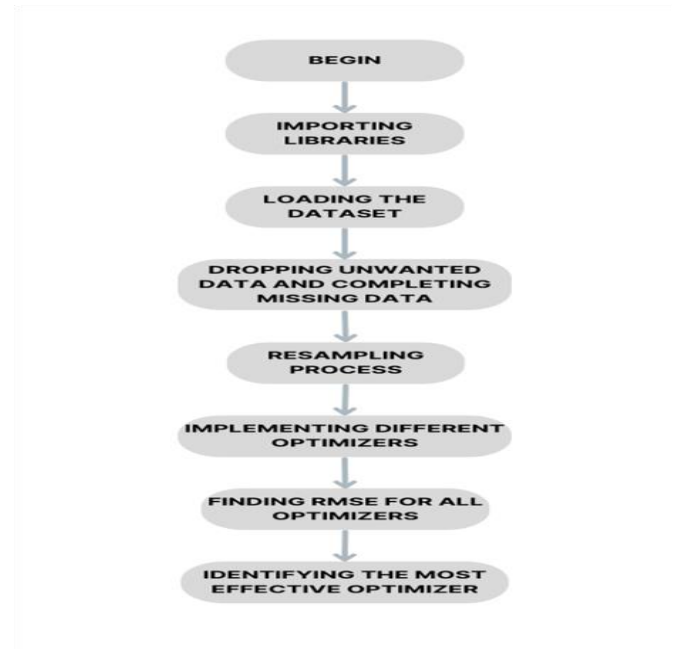 BEGIN
IMPORTING
LIBRARIES
LOADING THE
DATASET
DROPPING UNWANTED
DATA AND COMPLETING
MISSING DATA
RESAMPLING
PROCESS
IMPLEMENTING DIFFERENT
OPTIMIZERS
FINDING RMSE FOR ALL
OPTIMIZERS
IDENTIFYING THE MOST
EFFECTIVE OPTIMIZER